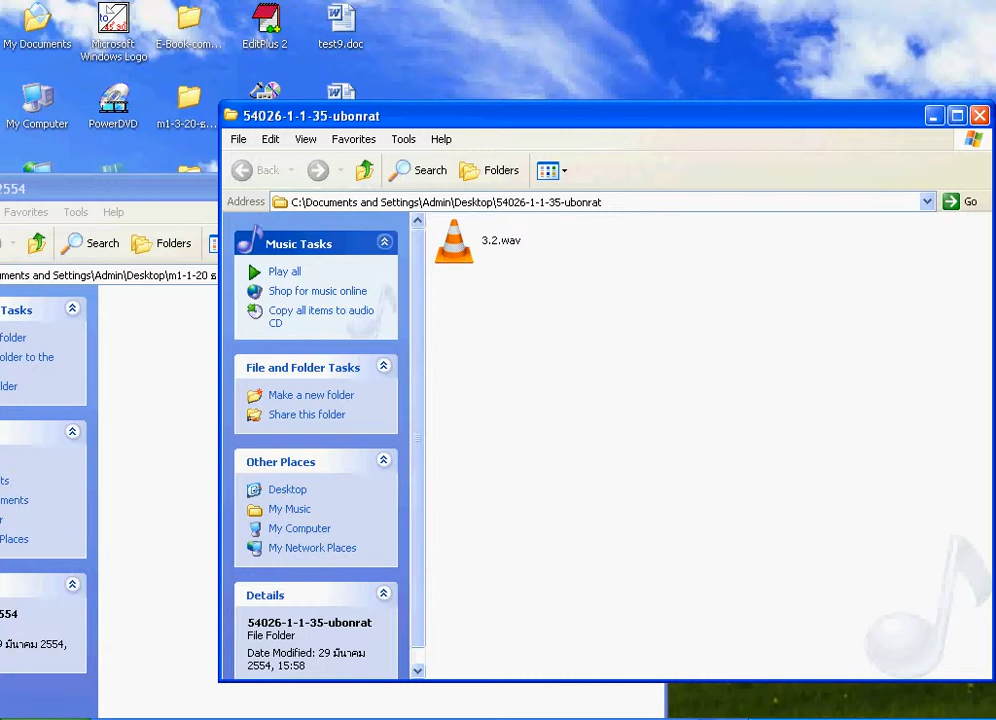 My Documents
Microsoft
Windows Logo
E-Book-com...
EditPlus 2
test9.doc
My Computer
PowerDVD
54026-1-1-35-ubonrat
File Edit View Favorites Tools Help
Back
Search
Folders
Address
C:\Documents and Settings\Admin\Desktop\54026-1-1-35-ubonrat
Go
Music Tasks
Play all
Shop for music online
Copy all items to audio
CD
File and Folder Tasks
Make a new folder
Share this folder
Other Places
Desktop
My Music
My Computer
My Network Places
Details
54026-1-1-35-ubonrat
File Folder
Date Modified: 29 มีนาคม
2554, 15:58
3.2.wav
2554
Favorites Tools Help
Search
Folders
uments and Settings\Admin\Desktop\m1-1-20
Tasks
folder
older to the
lder
ts
ments
r
Places
554
9 มีนาคม 2554,